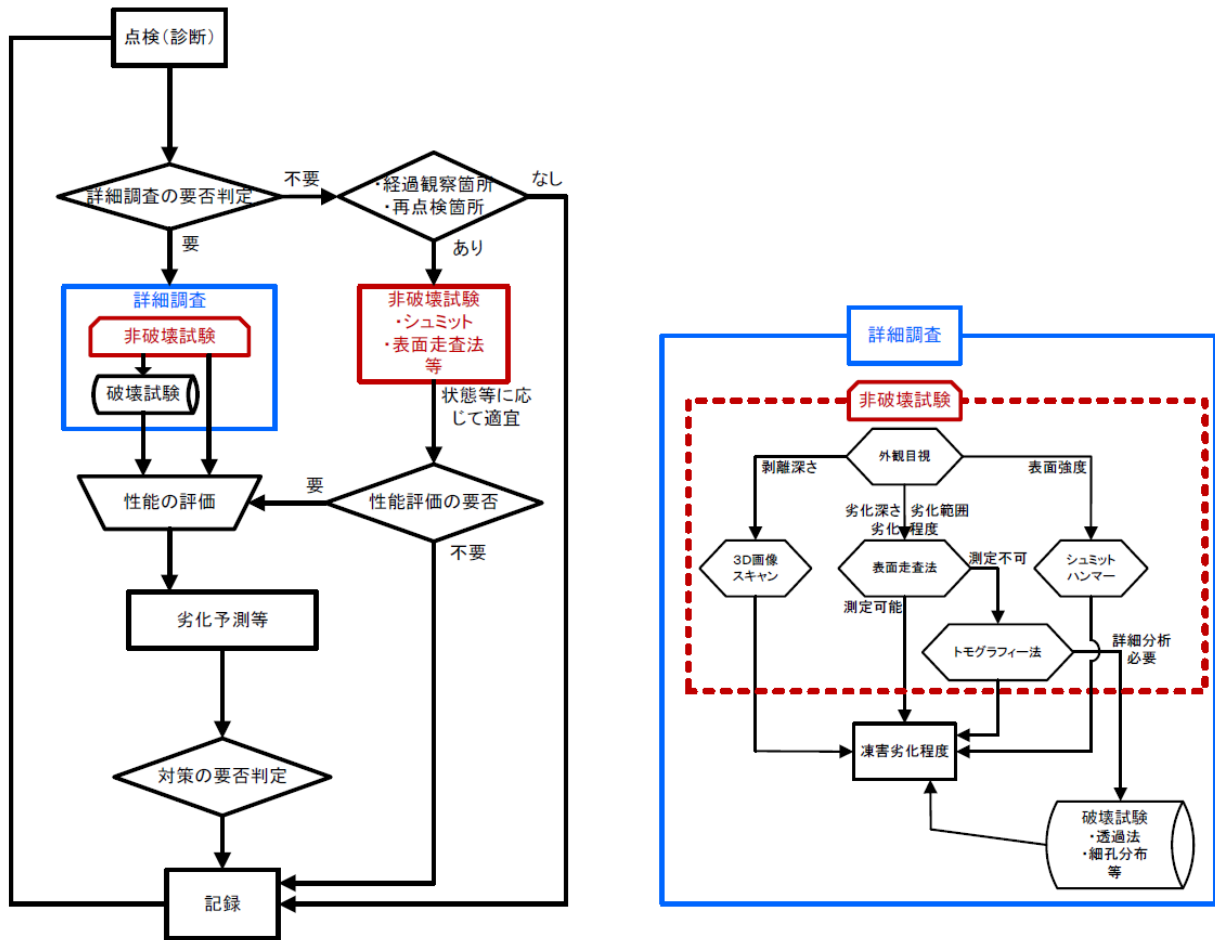 点検（診断）
詳細調査の要否判定
不要
・経過観察箇所
・再点検箇所
なし
要
あり
詳細調査
非破壊試験
破壊試験
非破壊試験
・シュミット
・表面走査法
等
状態等に応
じて適宜
性能の評価
要
性能評価の要否
不要
劣化予測等
対策の要否判定
記録
詳細調査
非破壊試験
外観目視
剥離深さ
表面強度
劣化深さ 劣化範囲
劣化 程度
3D画像
スキャン
表面走査法
測定不可
シュミット
ハンマー
測定可能
トモグラフィー法
詳細分析
必要
凍害劣化程度
破壊試験
・透過法
・細孔分布
等